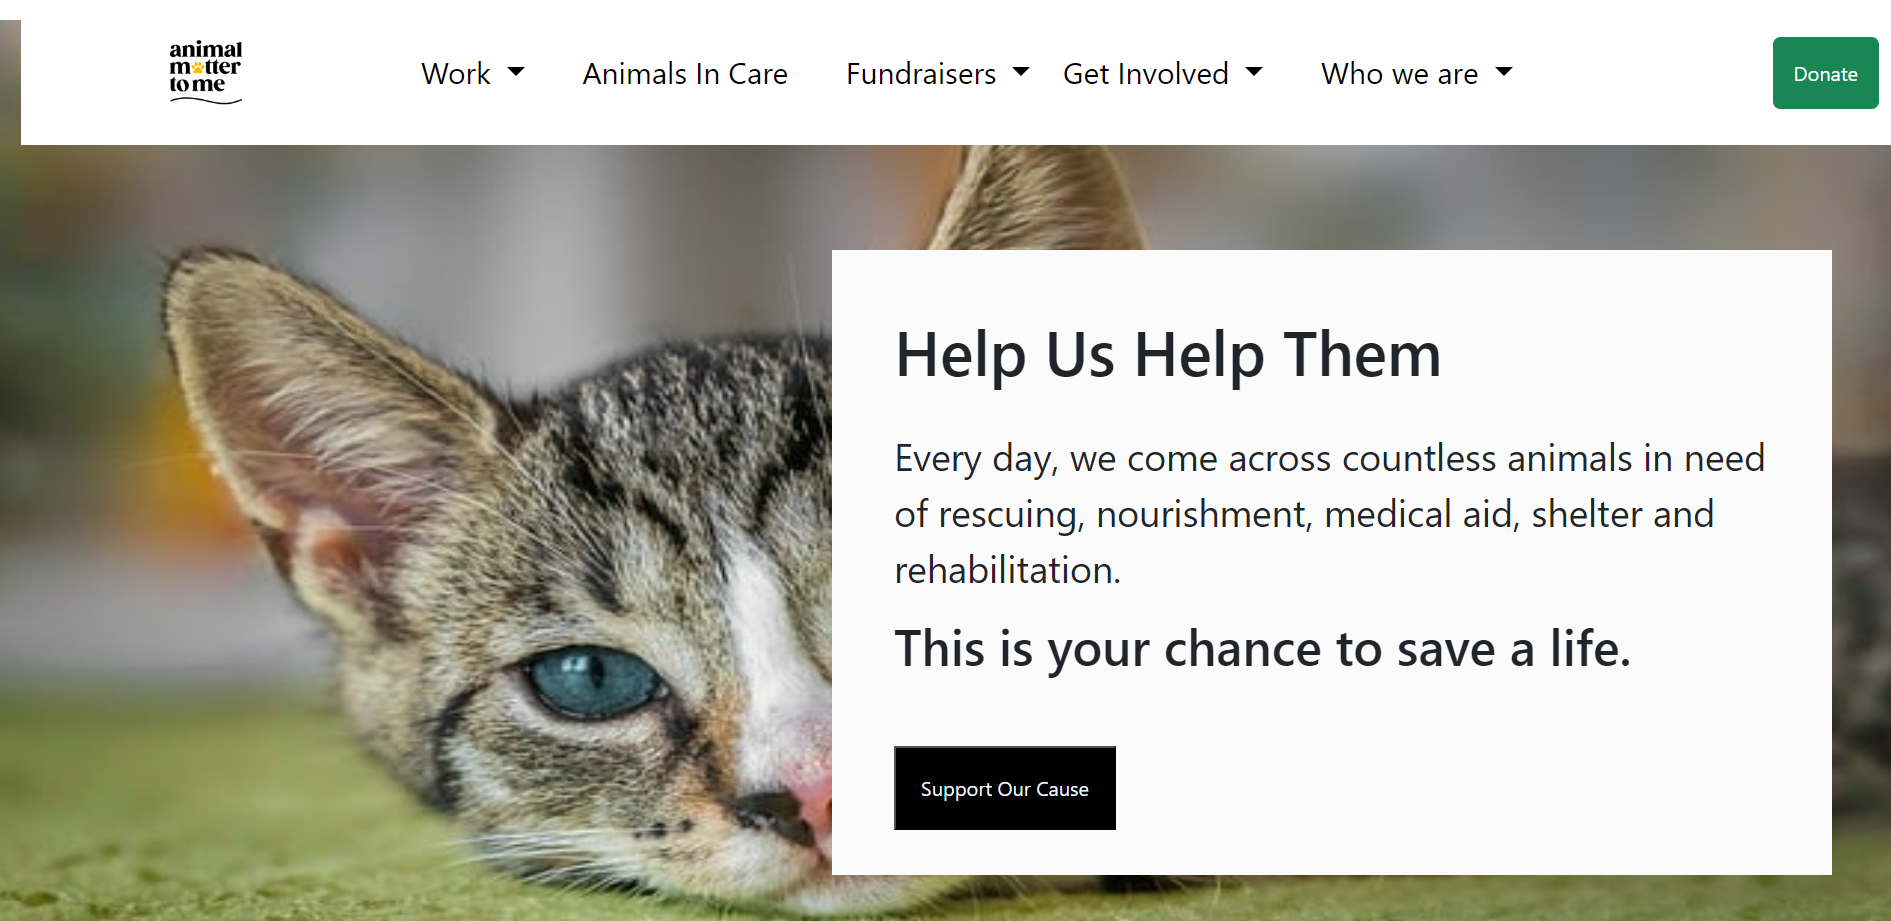 animal
matter
to me
Work
Animals In Care
Fundraisers
Get Involved
Who we are
Donate
Help Us Help Them
Every day, we come across countless animals in need
of rescuing, nourishment, medical aid, shelter and
rehabilitation.
This is your chance to save a life.
Support Our Cause